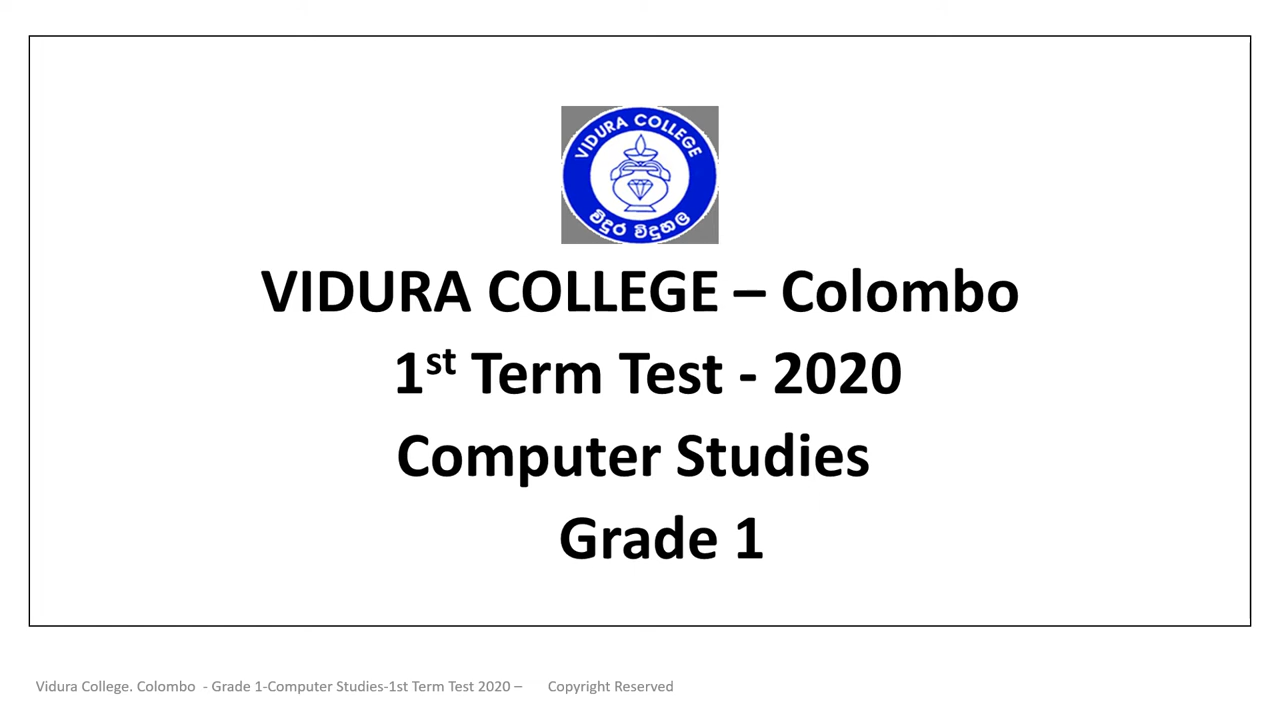 VIDURA COLLEGE
විදුර විදුහල
VIDURA COLLEGE – Colombo
1st Term Test - 2020
Computer Studies
Grade 1
Vidura College. Colombo - Grade 1-Computer Studies-1st Term Test 2020 – Copyright Reserved